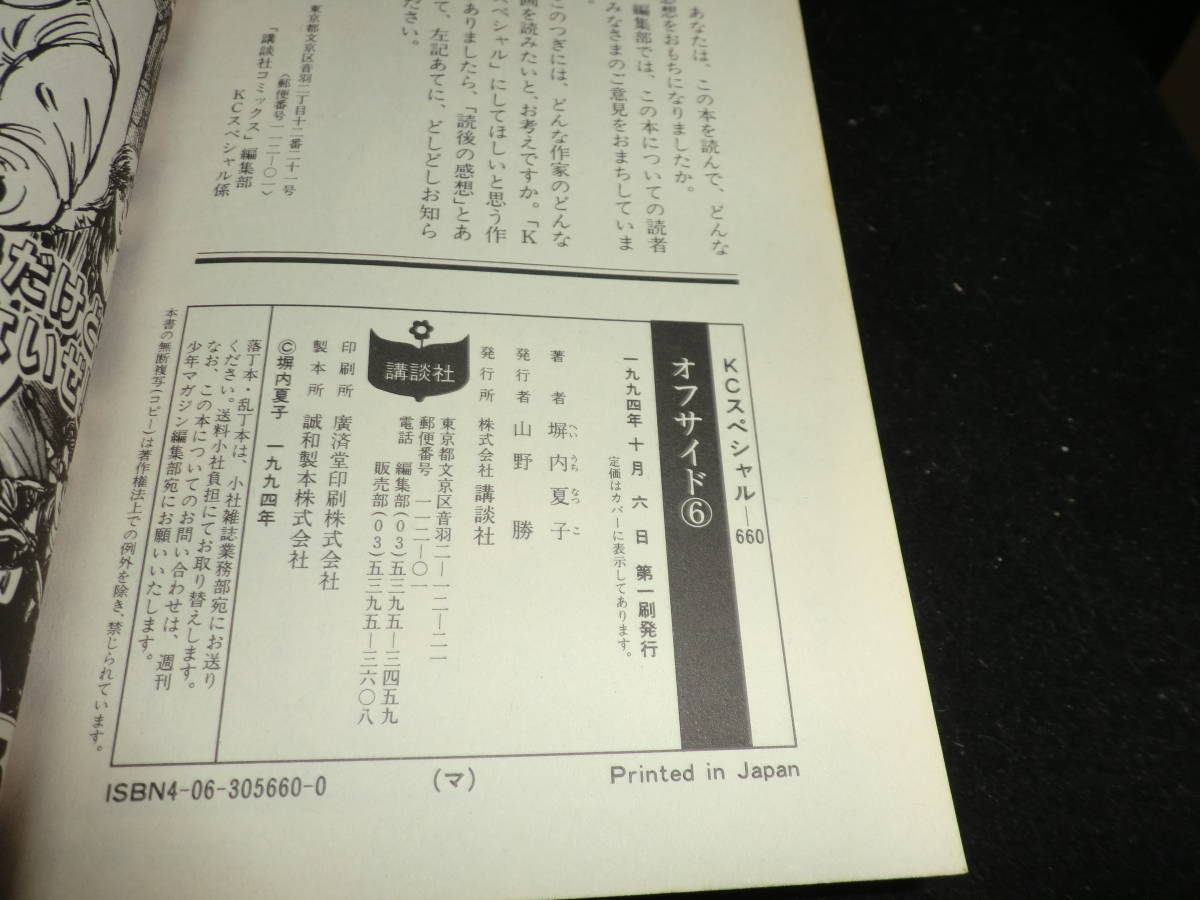 あなたは、この本を読んで、どんな
感想をおもちになりましたか。
編集部では、この本についての読者
みなさまのご意見をおまちしていま
このつぎには、どんな作家のどんな
画を読みたいと、お考えですか。「K
スペシャル」にしてほしいと思う作
ありましたら、「読後の感想」とあ
て、左記あてに、どしどしお知ら
ださい。
東京都文京区音羽二丁目十二番二十一号
〈郵便番号一一二-〇一〉
「講談社コミックス」編集部
KCスペシャル係
KCスペシャル—660
オフサイド⑥
一九九四年十月六日 第一刷発行
定価はカバーに表示してあります。
著者 塀内夏子
へいうちなつこ
発行者 山野勝
発行所 株式会社講談社
東京都文京区音羽二—一二—二一
郵便番号 一一二—〇一
電話 編集部(03)五三九五—三四五九
販売部(03)五三九五—三六〇八
講談社
印刷所 廣済堂印刷株式会社
製本所 誠和製本株式会社
©塀内夏子 一九九四年
落丁本・乱丁本は、小社雑誌業務部宛にお送り
ください。送料小社負担にてお取り替えします。
なお、この本についてのお問い合わせは、週刊
少年マガジン編集部宛にお願いいたします。
本書の無断複写(コピー)は著作権法上での例外を除き、禁じられています。
ISBN4-06-305660-0
(マ)
Printed in Japan
だけど